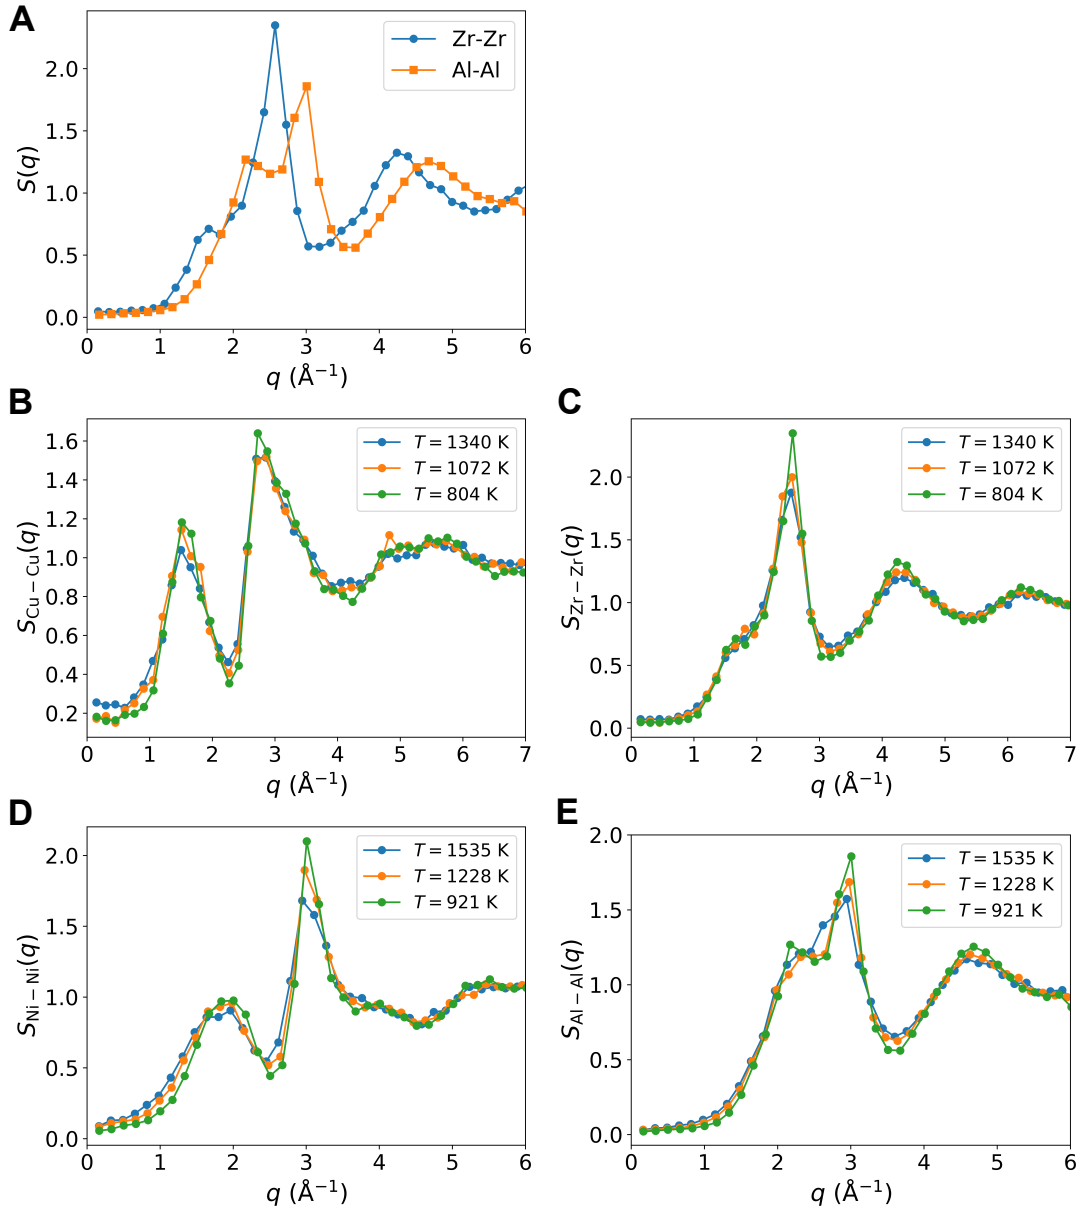 A
Zr-Zr
Al-Al
S(q)
2.0
1.5
1.0
0.5
0.0
0 1 2 3 4 5 6
q (Å⁻¹)
B
T = 1340 K
T = 1072 K
T = 804 K
S_Cu−Cu(q)
1.6
1.4
1.2
1.0
0.8
0.6
0.4
0.2
0 1 2 3 4 5 6 7
q (Å⁻¹)
C
T = 1340 K
T = 1072 K
T = 804 K
S_Zr−Zr(q)
2.0
1.5
1.0
0.5
0.0
0 1 2 3 4 5 6 7
q (Å⁻¹)
D
T = 1535 K
T = 1228 K
T = 921 K
S_Ni−Ni(q)
2.0
1.5
1.0
0.5
0.0
0 1 2 3 4 5 6
q (Å⁻¹)
E
T = 1535 K
T = 1228 K
T = 921 K
S_Al−Al(q)
2.0
1.5
1.0
0.5
0.0
0 1 2 3 4 5 6
q (Å⁻¹)